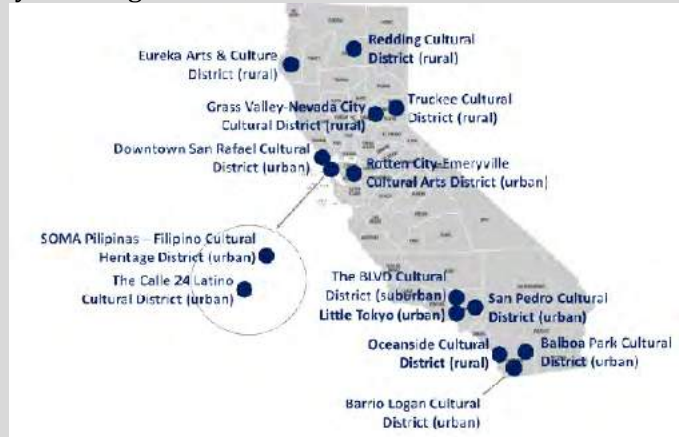 Redding Cultural
District (rural)
Eureka Arts & Culture
District (rural)
Truckee Cultural
District (rural)
Grass Valley-Nevada City
Cultural District (rural)
Downtown San Rafael Cultural
District (urban)
Rotten City-Emeryville
Cultural Arts District (urban)
SOMA Pilipinas – Filipino Cultural
Heritage District (urban)
The Calle 24 Latino
Cultural District (urban)
The BLVD Cultural
District (suburban)
Little Tokyo (urban)
San Pedro Cultural
District (urban)
Oceanside Cultural
District (rural)
Balboa Park Cultural
District (urban)
Barrio Logan Cultural
District (urban)